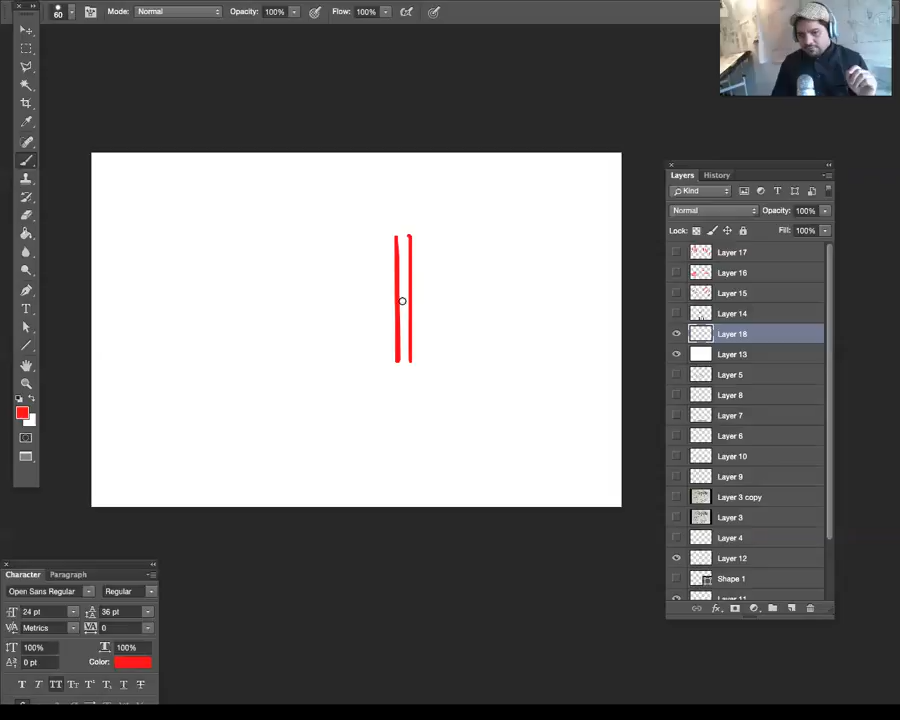 60 Mode: Normal Opacity: 100% Flow: 100%
Layers History
Kind
Normal Opacity: 100%
Lock: Fill: 100%
Layer 17
Layer 16
Layer 15
Layer 14
Layer 18
Layer 13
Layer 5
Layer 8
Layer 7
Layer 6
Layer 10
Layer 9
Layer 3 copy
Layer 3
Layer 4
Layer 12
Shape 1
Layer 11
Character Paragraph
Open Sans Regular Regular
24 pt 36 pt
Metrics 0
100% 100%
0 pt Color: